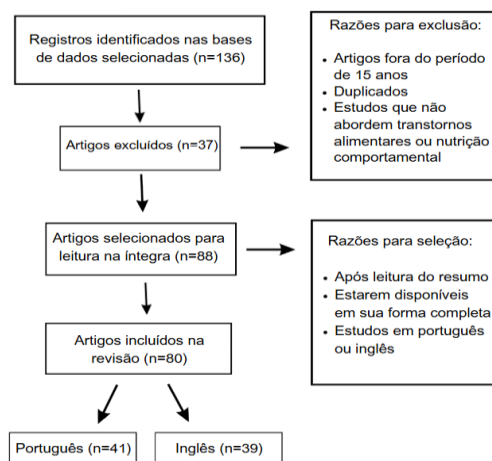 Registros identificados nas bases
de dados selecionadas (n=136)
Artigos excluídos (n=37)
Artigos selecionados para
leitura na íntegra (n=88)
Artigos incluídos na
revisão (n=80)
Português (n=41)
Inglês (n=39)
Razões para exclusão:
• Artigos fora do período
de 15 anos
• Duplicados
• Estudos que não
abordem transtornos
alimentares ou nutrição
comportamental
Razões para seleção:
• Após leitura do resumo
• Estarem disponíveis
em sua forma completa
• Estudos em português
ou inglês